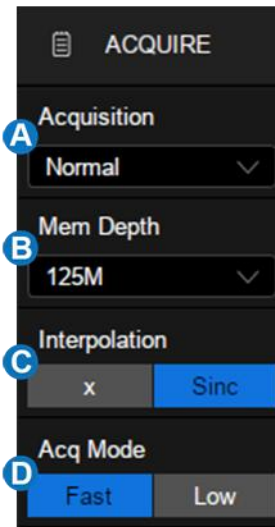 ACQUIRE
Acquisition
A
Normal
Mem Depth
B
125M
Interpolation
C
x Sinc
Acq Mode
D
Fast Low